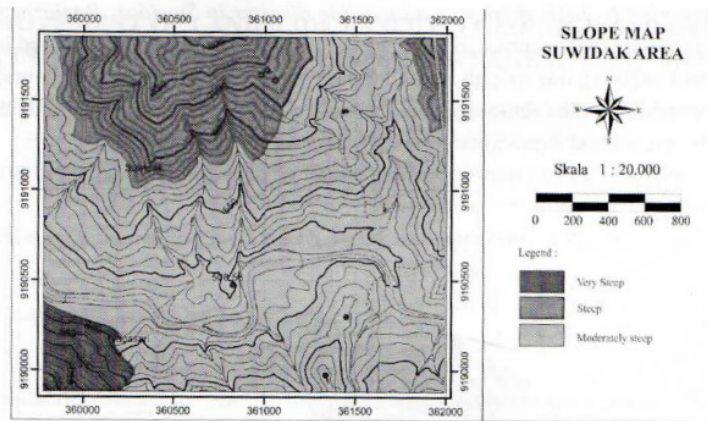 360000 360500 361000 361500 362000
SLOPE MAP
SUWIDAK AREA
9191500
9191500
N
Skala 1 : 20.000
9191000
9191000
0 200 400 600 800
Legend :
9190500
9190500
Very Steep
Steep
Moderately steep
9190000
9190000
360000 360500 361000 361500 362000